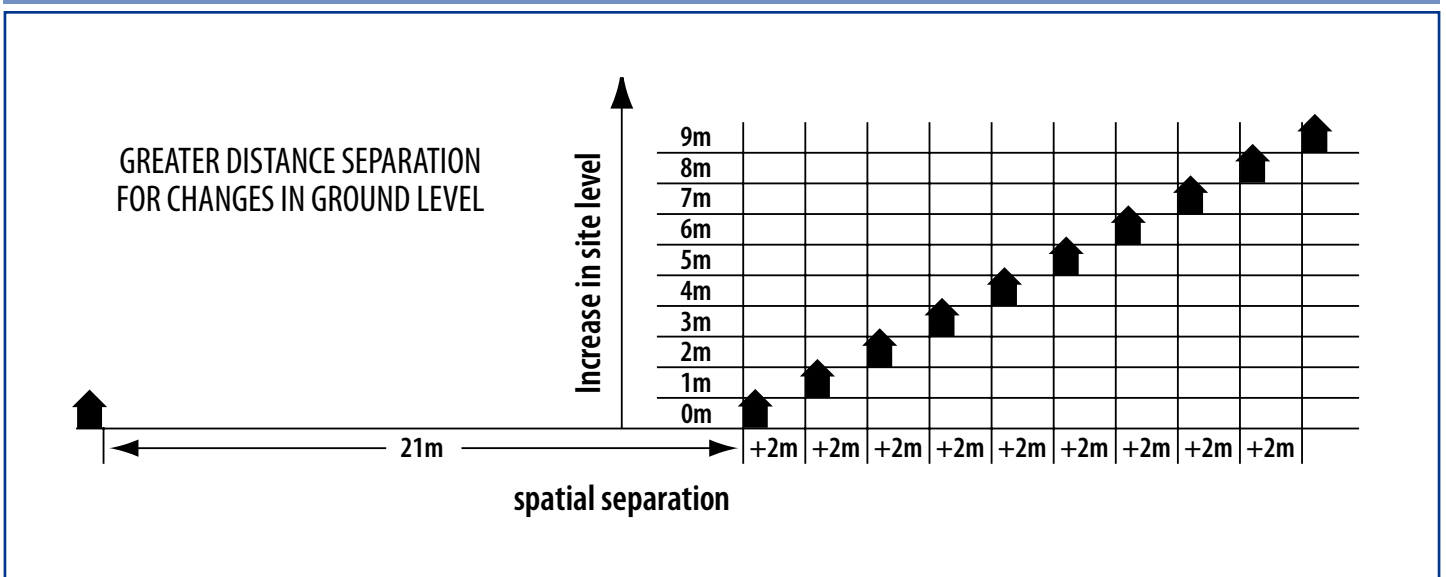 GREATER DISTANCE SEPARATION
FOR CHANGES IN GROUND LEVEL
Increase in site level
9m
8m
7m
6m
5m
4m
3m
2m
1m
0m
21m
+2m +2m +2m +2m +2m +2m +2m +2m +2m
spatial separation